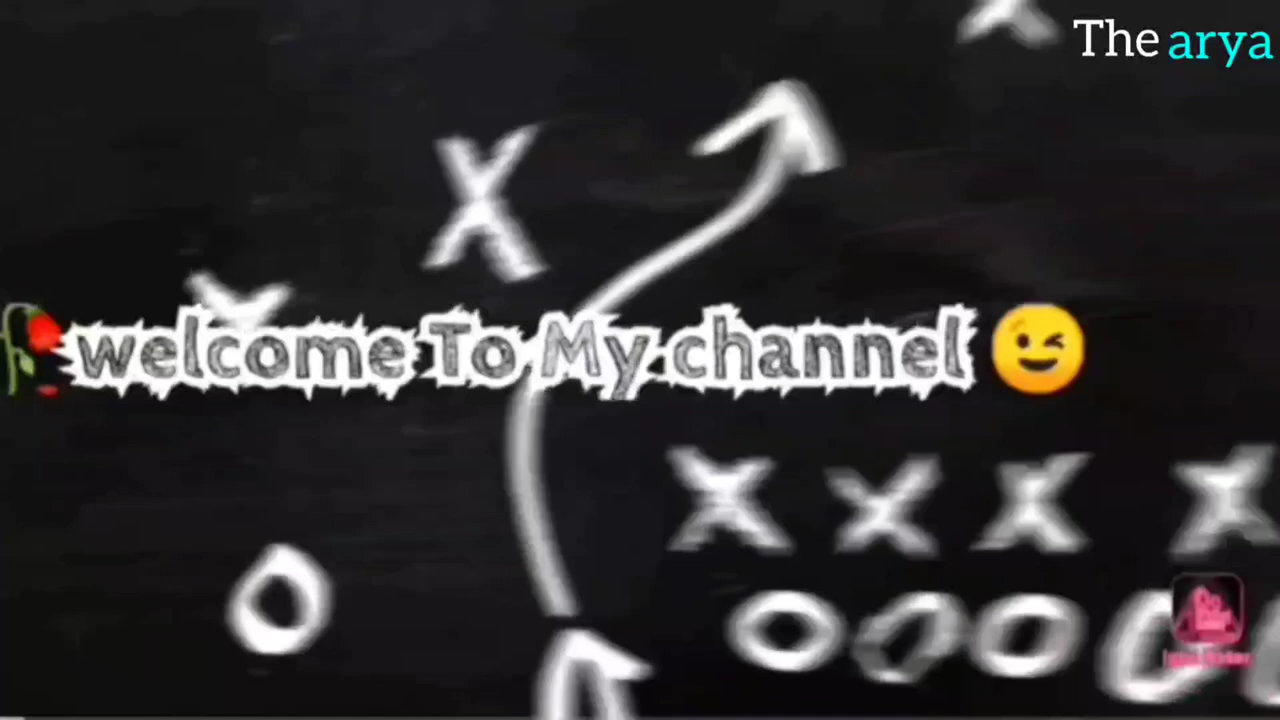 The arya
X
X
🥀welcome To My channel 😉
X X X X
O O O O O